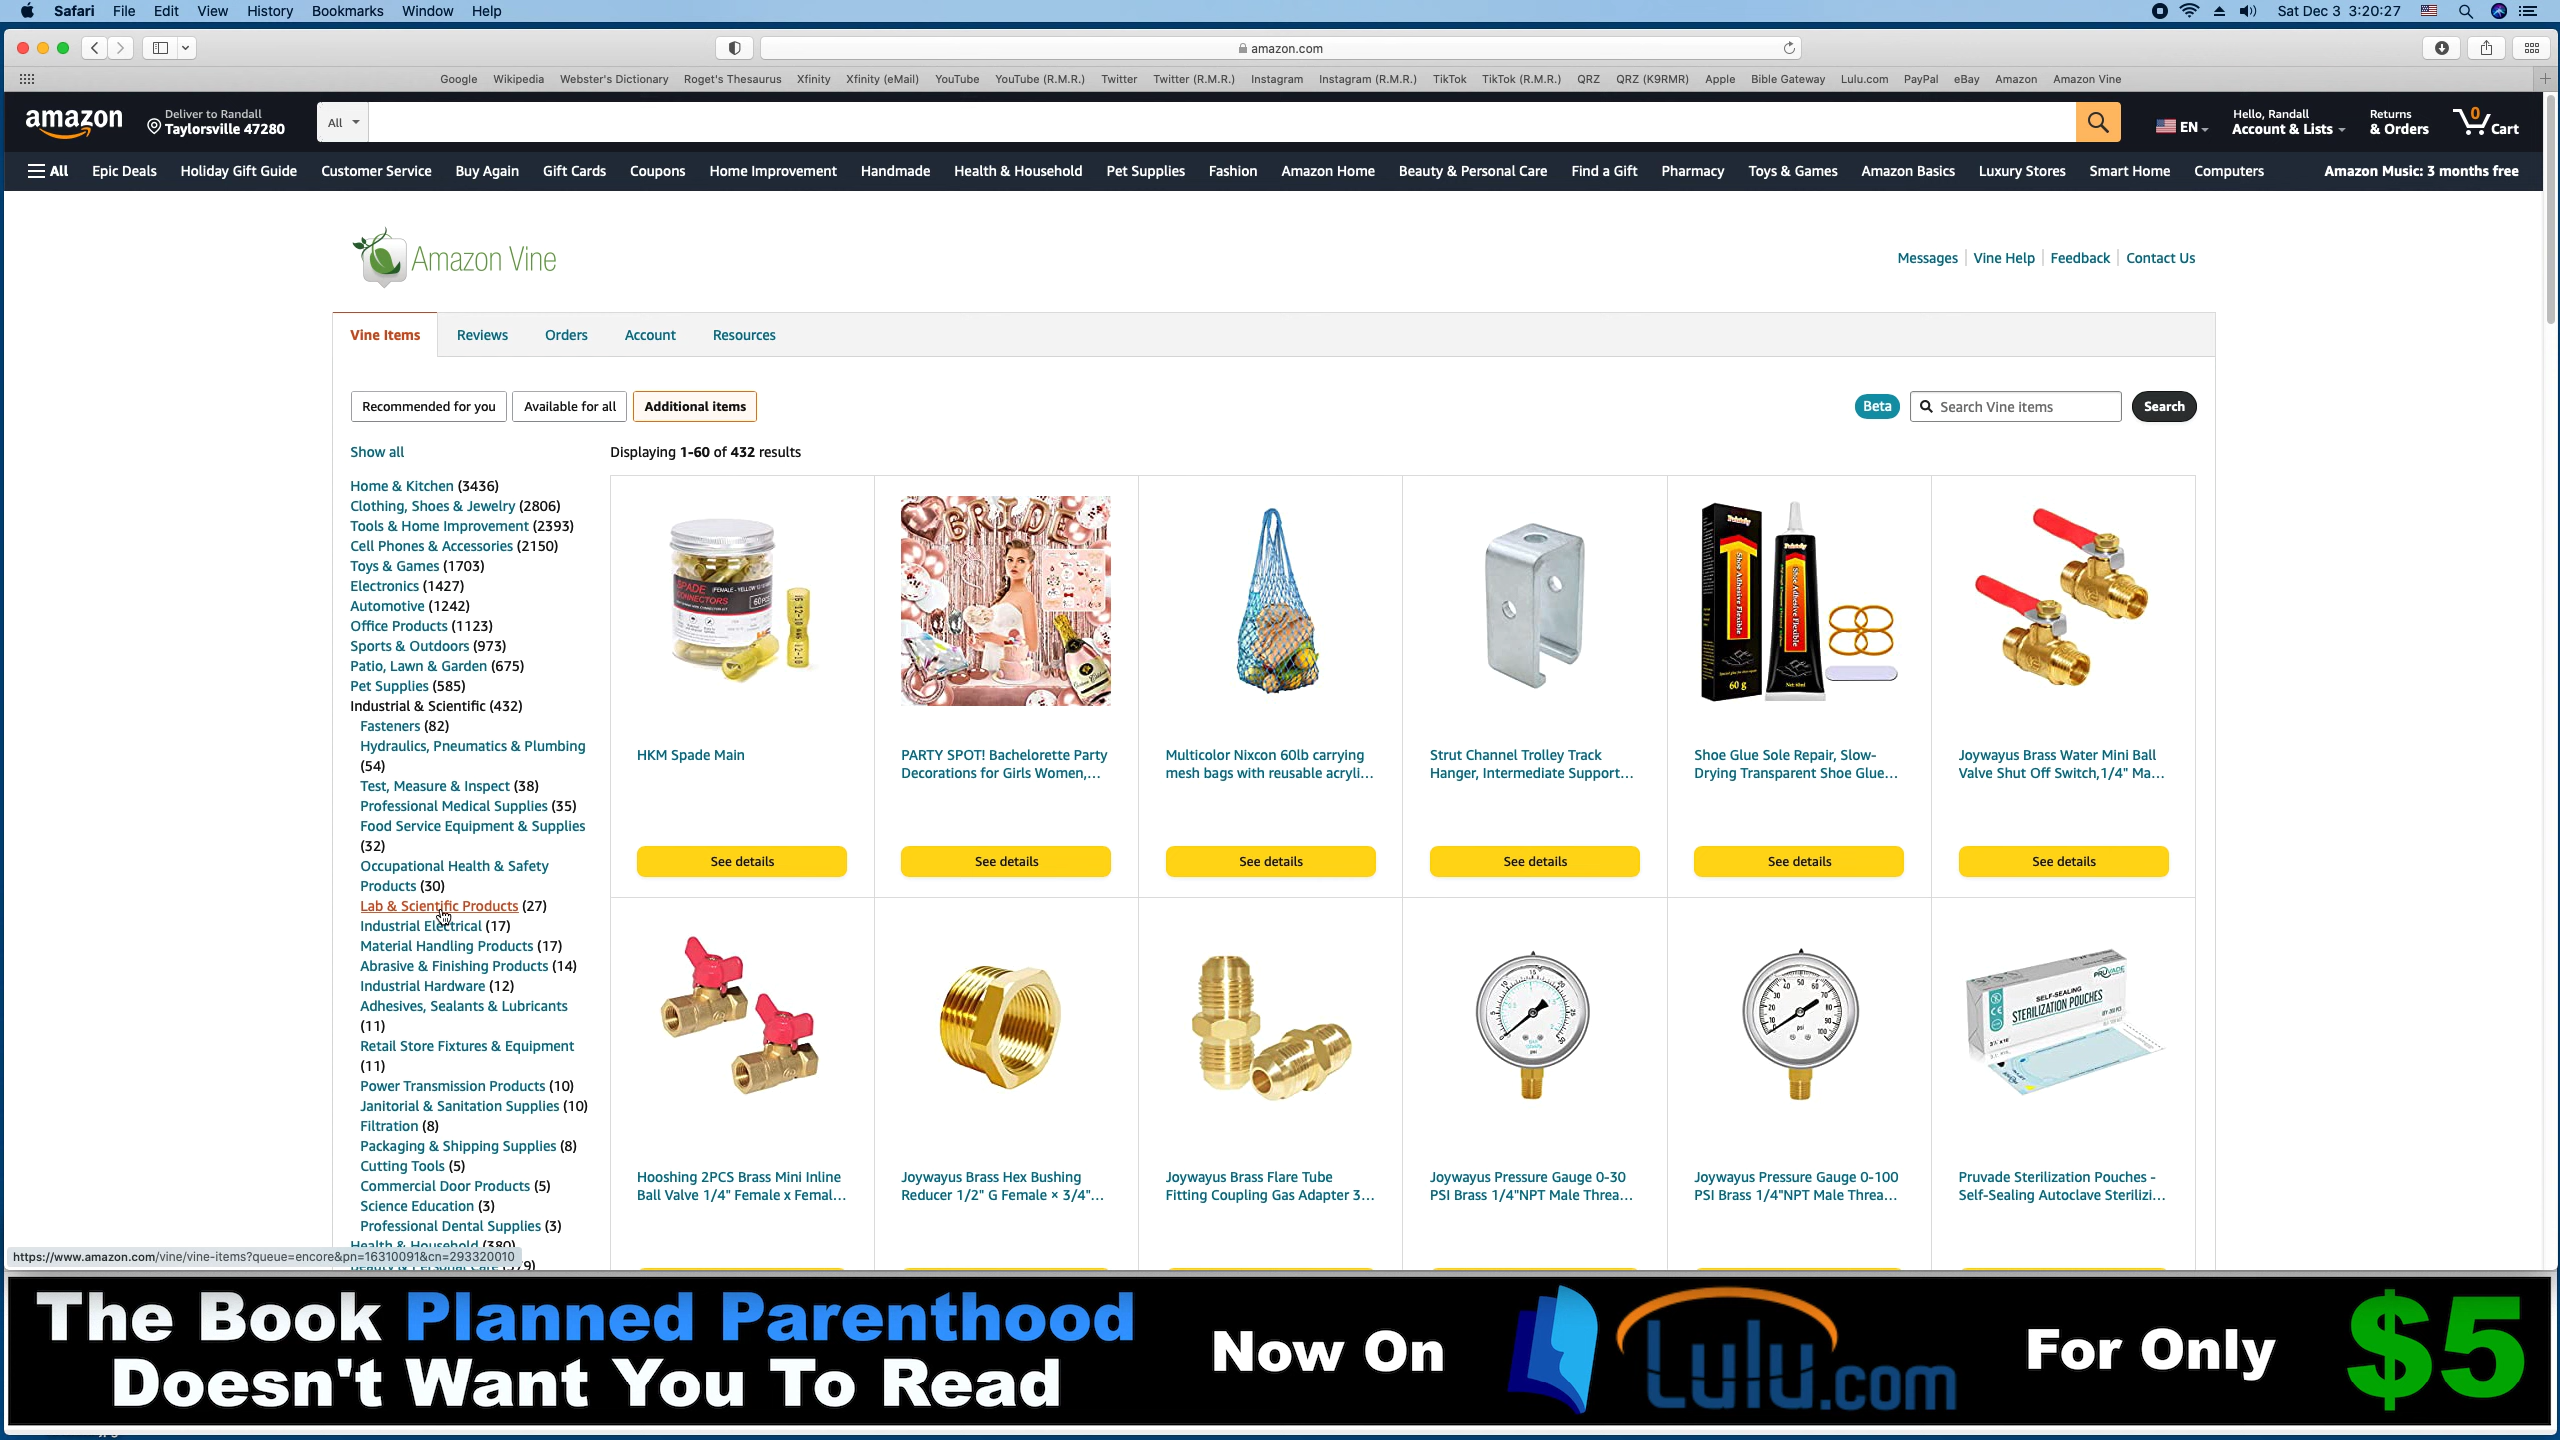 Safari File Edit View History Bookmarks Window Help
Sat Dec 3 3:20:27
amazon.com
Google Wikipedia Webster's Dictionary Roget's Thesaurus Xfinity Xfinity (eMail) YouTube YouTube (R.M.R.) Twitter Twitter (R.M.R.) Instagram Instagram (R.M.R.) TikTok TikTok (R.M.R.) QRZ QRZ (K9RMR) Apple Bible Gateway Lulu.com PayPal eBay Amazon Amazon Vine
amazon
Deliver to Randall
Taylorsville 47280
All
EN
Hello, Randall
Account & Lists
Returns
& Orders
0
Cart
All Epic Deals Holiday Gift Guide Customer Service Buy Again Gift Cards Coupons Home Improvement Handmade Health & Household Pet Supplies Fashion Amazon Home Beauty & Personal Care Find a Gift Pharmacy Toys & Games Amazon Basics Luxury Stores Smart Home Computers Amazon Music: 3 months free
Amazon Vine
Messages Vine Help Feedback Contact Us
Vine Items Reviews Orders Account Resources
Recommended for you Available for all Additional items
Beta Search Vine items Search
Show all
Displaying 1-60 of 432 results
Home & Kitchen (3436)
Clothing, Shoes & Jewelry (2806)
Tools & Home Improvement (2393)
Cell Phones & Accessories (2150)
Toys & Games (1703)
Electronics (1427)
Automotive (1242)
Office Products (1123)
Sports & Outdoors (973)
Patio, Lawn & Garden (675)
Pet Supplies (585)
Industrial & Scientific (432)
Fasteners (82)
Hydraulics, Pneumatics & Plumbing
(54)
Test, Measure & Inspect (38)
Professional Medical Supplies (35)
Food Service Equipment & Supplies
(32)
Occupational Health & Safety
Products (30)
Lab & Scientific Products (27)
Industrial Electrical (17)
Material Handling Products (17)
Abrasive & Finishing Products (14)
Industrial Hardware (12)
Adhesives, Sealants & Lubricants
(11)
Retail Store Fixtures & Equipment
(11)
Power Transmission Products (10)
Janitorial & Sanitation Supplies (10)
Filtration (8)
Packaging & Shipping Supplies (8)
Cutting Tools (5)
Commercial Door Products (5)
Science Education (3)
Professional Dental Supplies (3)
Health & Household (380)
https://www.amazon.com/vine/vine-items?queue=encore&pn=16310091&cn=293320010
SPADE
CONNECTORS
BRIDE
Shoe Adhesive Flexible
60 g
Shoe Adhesive Flexible
HKM Spade Main
PARTY SPOT! Bachelorette Party
Decorations for Girls Women,...
Multicolor Nixcon 60lb carrying
mesh bags with reusable acryli...
Strut Channel Trolley Track
Hanger, Intermediate Support...
Shoe Glue Sole Repair, Slow-
Drying Transparent Shoe Glue...
Joywayus Brass Water Mini Ball
Valve Shut Off Switch,1/4" Ma...
See details See details See details See details See details See details
PRUVADE
SELF-SEALING
STERILIZATION POUCHES
Hooshing 2PCS Brass Mini Inline
Ball Valve 1/4" Female x Femal...
Joywayus Brass Hex Bushing
Reducer 1/2" G Female × 3/4"...
Joywayus Brass Flare Tube
Fitting Coupling Gas Adapter 3...
Joywayus Pressure Gauge 0-30
PSI Brass 1/4"NPT Male Threa...
Joywayus Pressure Gauge 0-100
PSI Brass 1/4"NPT Male Threa...
Pruvade Sterilization Pouches -
Self-Sealing Autoclave Sterilizi...
The Book Planned Parenthood
Doesn't Want You To Read
Now On
Lulu.com
For Only
$5